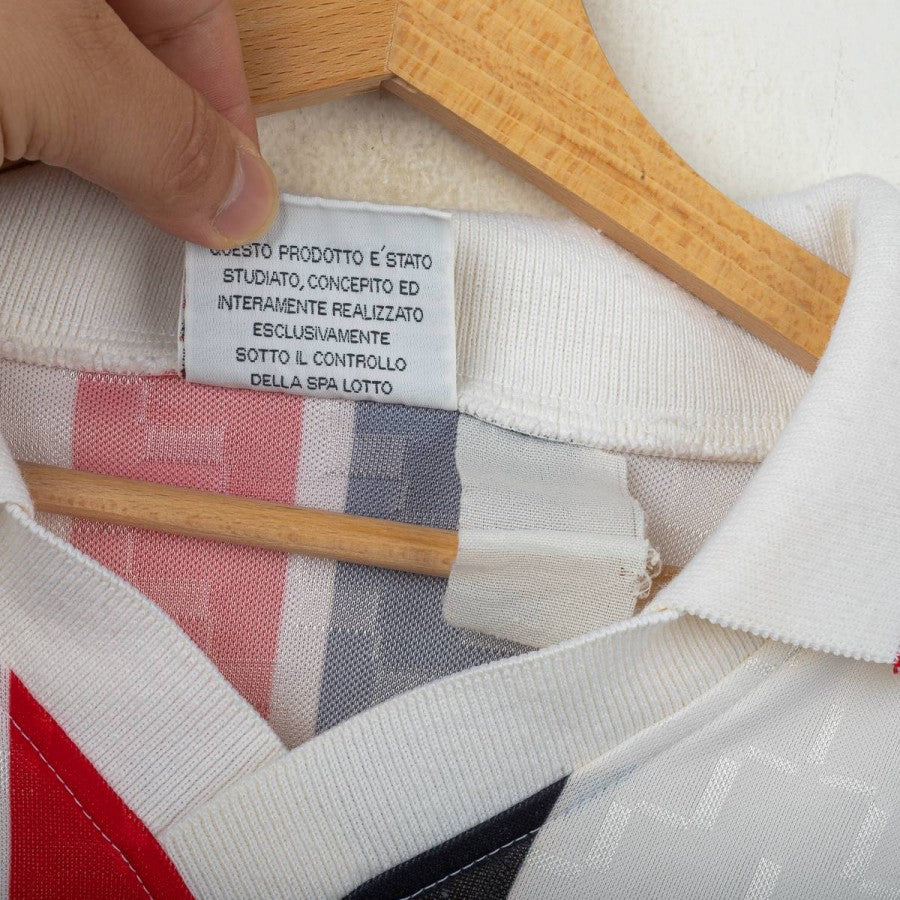 QUESTO PRODOTTO E´STATO
STUDIATO, CONCEPITO ED
INTERAMENTE REALIZZATO
ESCLUSIVAMENTE
SOTTO IL CONTROLLO
DELLA SPA LOTTO